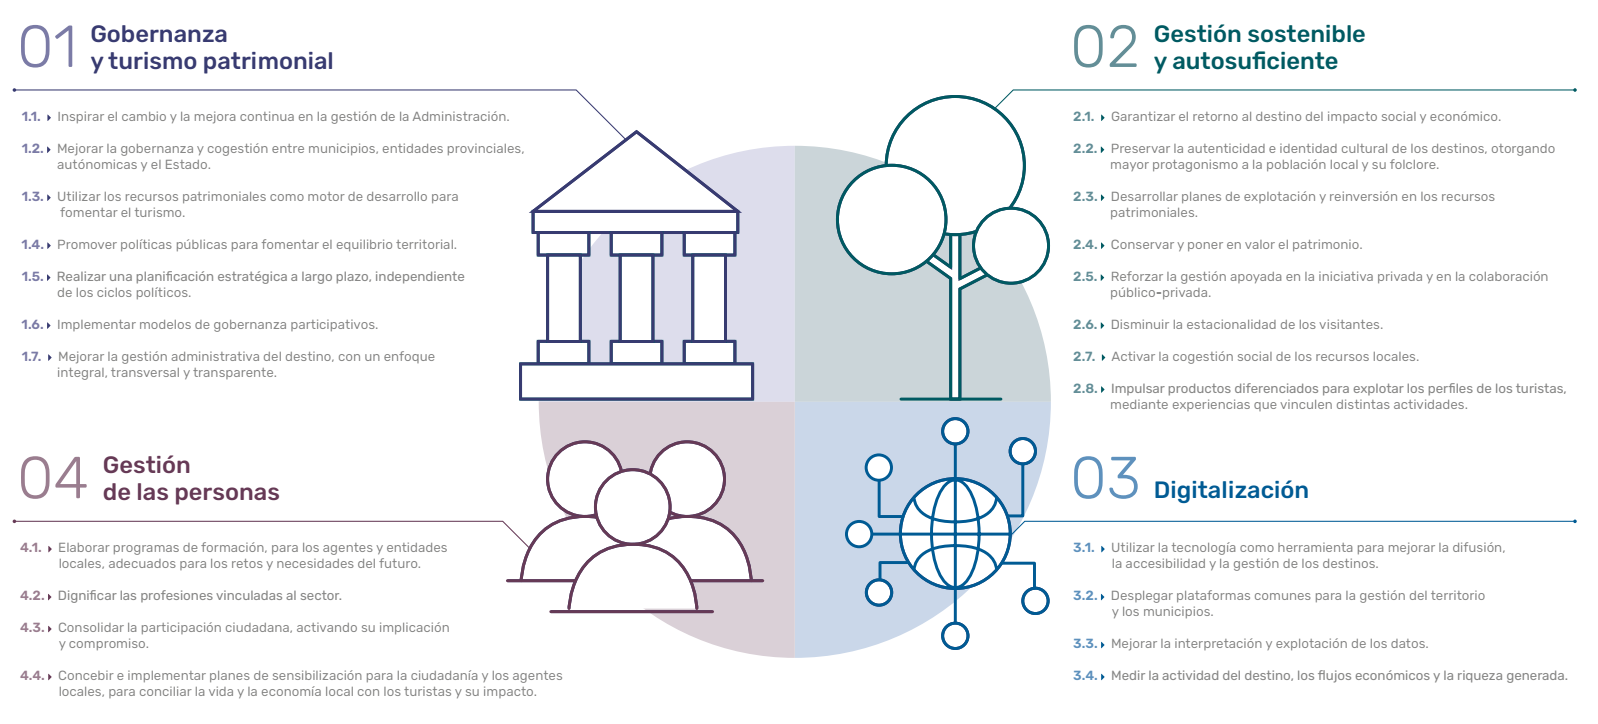 01 Gobernanza
y turismo patrimonial
1.1. Inspirar el cambio y la mejora continua en la gestión de la Administración.
1.2. Mejorar la gobernanza y cogestión entre municipios, entidades provinciales,
autónomicas y el Estado.
1.3. Utilizar los recursos patrimoniales como motor de desarrollo para
fomentar el turismo.
1.4. Promover políticas públicas para fomentar el equilibrio territorial.
1.5. Realizar una planificación estratégica a largo plazo, independiente
de los ciclos políticos.
1.6. Implementar modelos de gobernanza participativos.
1.7. Mejorar la gestión administrativa del destino, con un enfoque
integral, transversal y transparente.
02 Gestión sostenible
y autosuficiente
2.1. Garantizar el retorno al destino del impacto social y económico.
2.2. Preservar la autenticidad e identidad cultural de los destinos, otorgando
mayor protagonismo a la población local y su folclore.
2.3. Desarrollar planes de explotación y reinversión en los recursos
patrimoniales.
2.4. Conservar y poner en valor el patrimonio.
2.5. Reforzar la gestión apoyada en la iniciativa privada y en la colaboración
público-privada.
2.6. Disminuir la estacionalidad de los visitantes.
2.7. Activar la cogestión social de los recursos locales.
2.8. Impulsar productos diferenciados para explotar los perfiles de los turistas,
mediante experiencias que vinculen distintas actividades.
03 Digitalización
3.1. Utilizar la tecnología como herramienta para mejorar la difusión,
la accesibilidad y la gestión de los destinos.
3.2. Desplegar plataformas comunes para la gestión del territorio
y los municipios.
3.3. Mejorar la interpretación y explotación de los datos.
3.4. Medir la actividad del destino, los flujos económicos y la riqueza generada.
04 Gestión
de las personas
4.1. Elaborar programas de formación, para los agentes y entidades
locales, adecuados para los retos y necesidades del futuro.
4.2. Dignificar las profesiones vinculadas al sector.
4.3. Consolidar la participación ciudadana, activando su implicación
y compromiso.
4.4. Concebir e implementar planes de sensibilización para la ciudadanía y los agentes
locales, para conciliar la vida y la economía local con los turistas y su impacto.